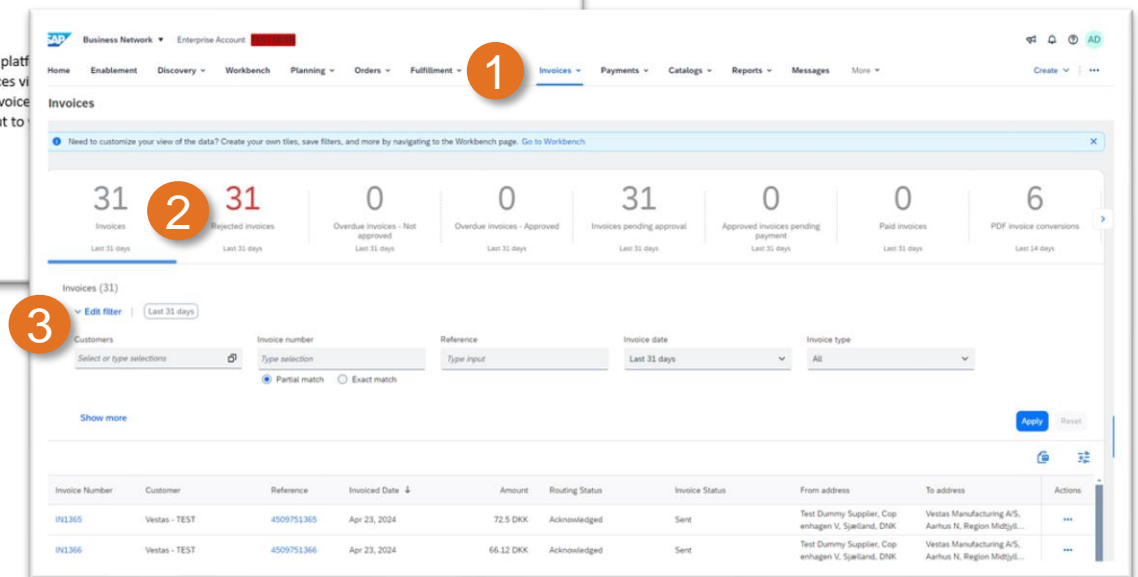 platf
ces vi
nvoice
ut to
SAP Business Network Enterprise Account
AD
Home Enablement Discovery Workbench Planning Orders Fulfillment Invoices Payments Catalogs Reports Messages More Create
1
Invoices
Need to customize your view of the data? Create your own tiles, save filters, and more by navigating to the Workbench page. Go to Workbench
2
31 31 0 0 31 0 0 6
Invoices Rejected invoices Overdue invoices - Not approved Overdue invoices - Approved Invoices pending approval Approved invoices pending payment Paid invoices PDF invoice conversions
Last 31 days Last 31 days Last 31 days Last 31 days Last 31 days Last 31 days Last 31 days Last 14 days
Invoices (31)
3
Edit filter Last 31 days
Customers Invoice number Reference Invoice date Invoice type
Select or type selections Type selection Type input Last 31 days All
Partial match Exact match
Show more
Apply Reset
Invoice Number Customer Reference Invoiced Date ↓ Amount Routing Status Invoice Status From address To address Actions
IN1365 Vestas - TEST 4509751365 Apr 23, 2024 72.5 DKK Acknowledged Sent Test Dummy Supplier, Cop Vestas Manufacturing A/S,
enhagen V, Sjælland, DNK Aarhus N, Region Midtjyll...
IN1366 Vestas - TEST 4509751366 Apr 23, 2024 66.12 DKK Acknowledged Sent Test Dummy Supplier, Cop Vestas Manufacturing A/S,
enhagen V, Sjælland, DNK Aarhus N, Region Midtjyll...